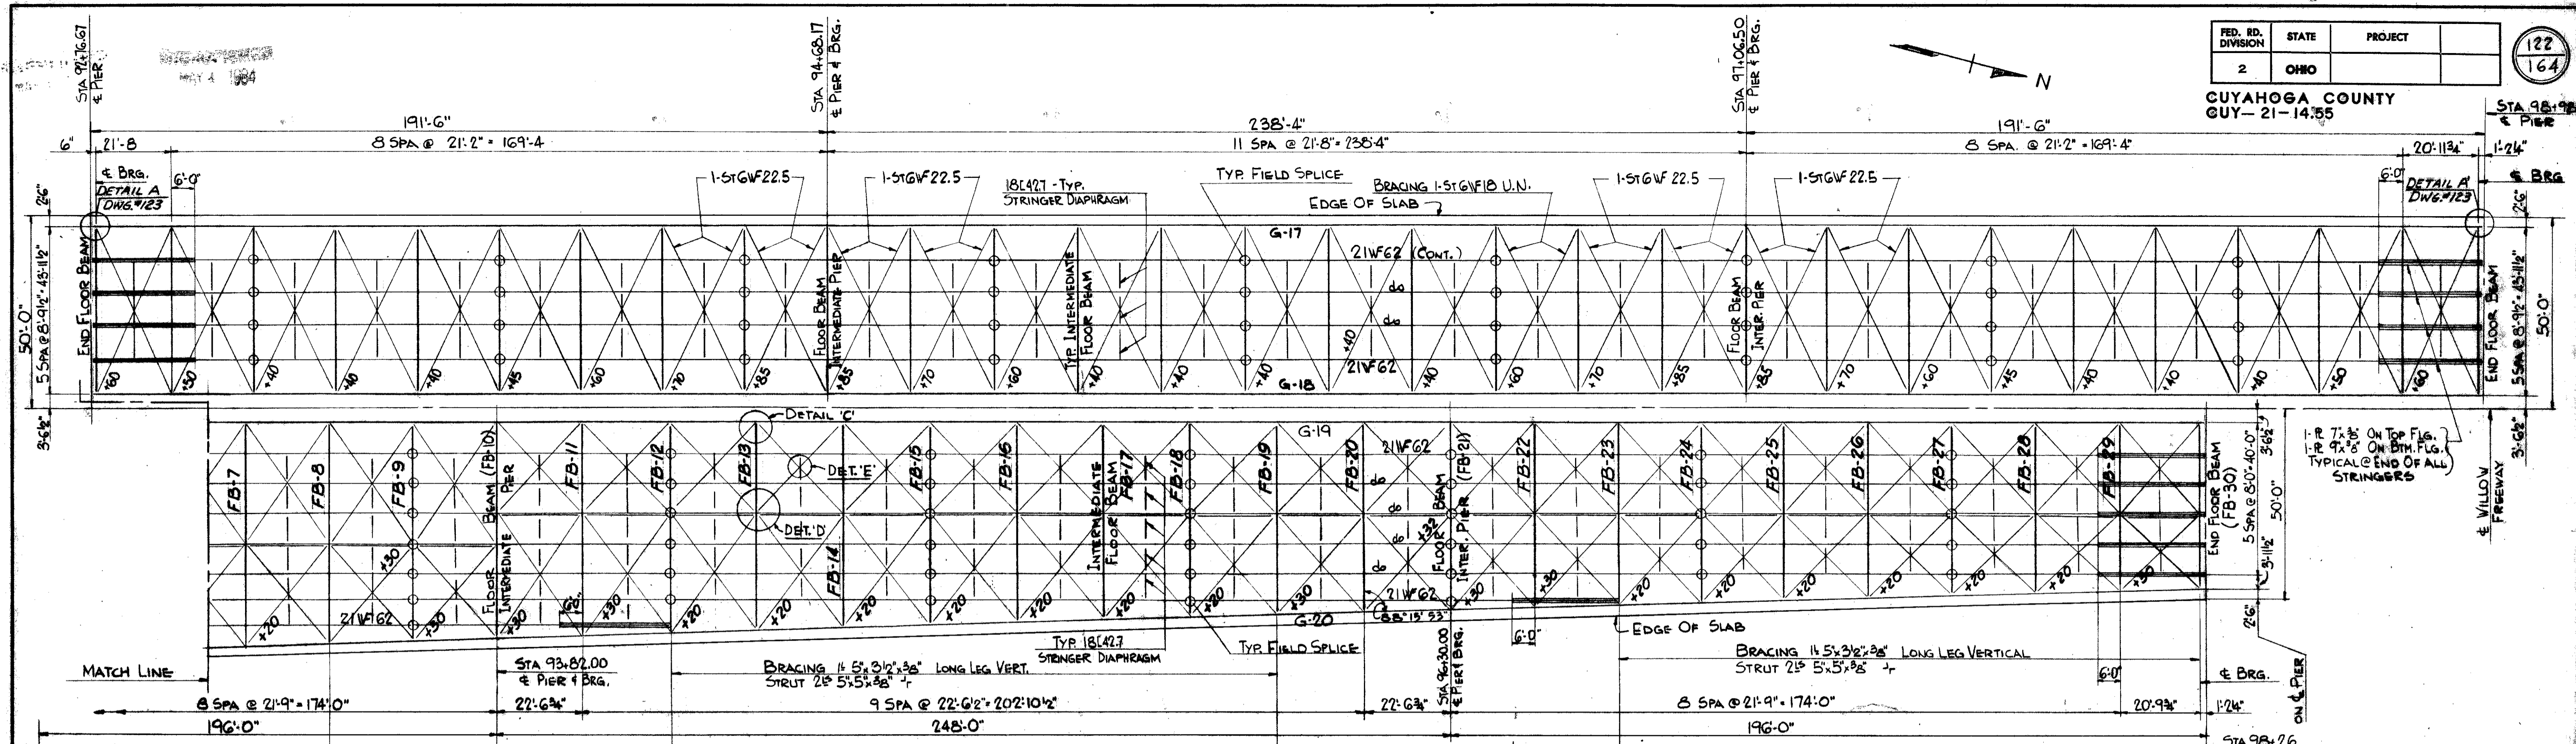 STA 92+76.67
℄ PIER
MAY 4 1984
STA 94+68.17
℄ PIER & BRG.
STA 97+06.50
℄ PIER & BRG.
N
FED. RD. DIVISION
STATE
PROJECT
2
OHIO
122
164
CUYAHOGA COUNTY
CUY-21-14.55
STA 98+98
℄ PIER
191'-6"
238'-4"
191'-6"
6"
21'-8
8 SPA @ 21'-2" = 169'-4
11 SPA @ 21'-8" = 238'-4"
8 SPA. @ 21'-2" = 169'-4"
20'-11¾"
1'-2¼"
℄ BRG.
DETAIL A
DWG.#123
6'-0"
1-ST6WF22.5
1-ST6WF22.5
18[42.7 - TYP.
STRINGER DIAPHRAGM
TYP. FIELD SPLICE
BRACING 1-ST6WF18 U.N.
EDGE OF SLAB
1-ST6WF 22.5
1-ST6WF22.5
6'-0"
DETAIL A'
DWG.#123
℄ BRG
2'-6"
50'-0"
5 SPA @ 8'-9½" = 43'-11½"
3'-6½"
END FLOOR BEAM
FLOOR BEAM
INTERMEDIATE PIER
TYP. INTERMEDIATE
FLOOR BEAM
G-17
21WF62 (CONT.)
do
do
21WF62
G-18
FLOOR BEAM
INTER. PIER
END FLOOR BEAM
5 SPA @ 8'-9½" = 43'-11½"
2'-6"
50'-0"
3'-6½"
+60
+50
+40
+40
+40
+45
+60
+70
+85
+85
+70
+60
+40
+40
+40
+40
+40
+60
+70
+85
+85
+70
+60
+45
+40
+40
+40
+50
+60
DETAIL 'C'
DET. 'E'
DET. 'D'
FB-7
FB-8
FB-9
FLOOR BEAM (FB-10)
INTERMEDIATE PIER
FB-11
FB-12
FB-13
FB-14
FB-15
FB-16
INTERMEDIATE
FLOOR BEAM
FB-17
FB-18
FB-19
G-19
FB-20
21WF62
do
do
do
21WF62
FLOOR BEAM
INTER. PIER (FB-21)
FB-22
FB-23
FB-24
FB-25
FB-26
FB-27
FB-28
FB-29
END FLOOR BEAM
(FB-30)
5 SPA @ 8'-0" = 40'-0"
3'-6½"
50'-0"
3'-11½"
2'-6"
1-℞ 7"x⅜" ON TOP FLG.
1-℞ 9"x⅝" ON BTM. FLG.
TYPICAL @ END OF ALL
STRINGERS
℄ WILLOW
FREEWAY
+20
21WF62
+30
+30
+30
6'-0"
+30
+20
+20
+20
+20
+20
+20
+20
+30
+32
+30
+30
+20
+20
+20
+20
+20
+20
+30
G-20
88° 15' 53"
6'-0"
EDGE OF SLAB
TYP. 18[42.7
STRINGER DIAPHRAGM
TYP. FIELD SPLICE
MATCH LINE
STA 93+82.00
℄ PIER & BRG.
BRACING 1L 5"x3½"x⅜" LONG LEG VERT.
STRUT 2Ls 5"x5"x⅜"
STA 96+30.00
℄ PIER & BRG.
BRACING 1L 5"x3½"x⅜" LONG LEG VERTICAL
STRUT 2Ls 5"x5"x⅜"
6'-0"
℄ BRG.
ON ℄ PIER
8 SPA @ 21'-9" = 174'-0"
22'-6¾"
9 SPA @ 22'-6½" = 202'-10½"
22'-6¾"
8 SPA @ 21'-9" = 174'-0"
20'-9¾"
1'-2¼"
196'-0"
248'-0"
196'-0"
STA 98+26